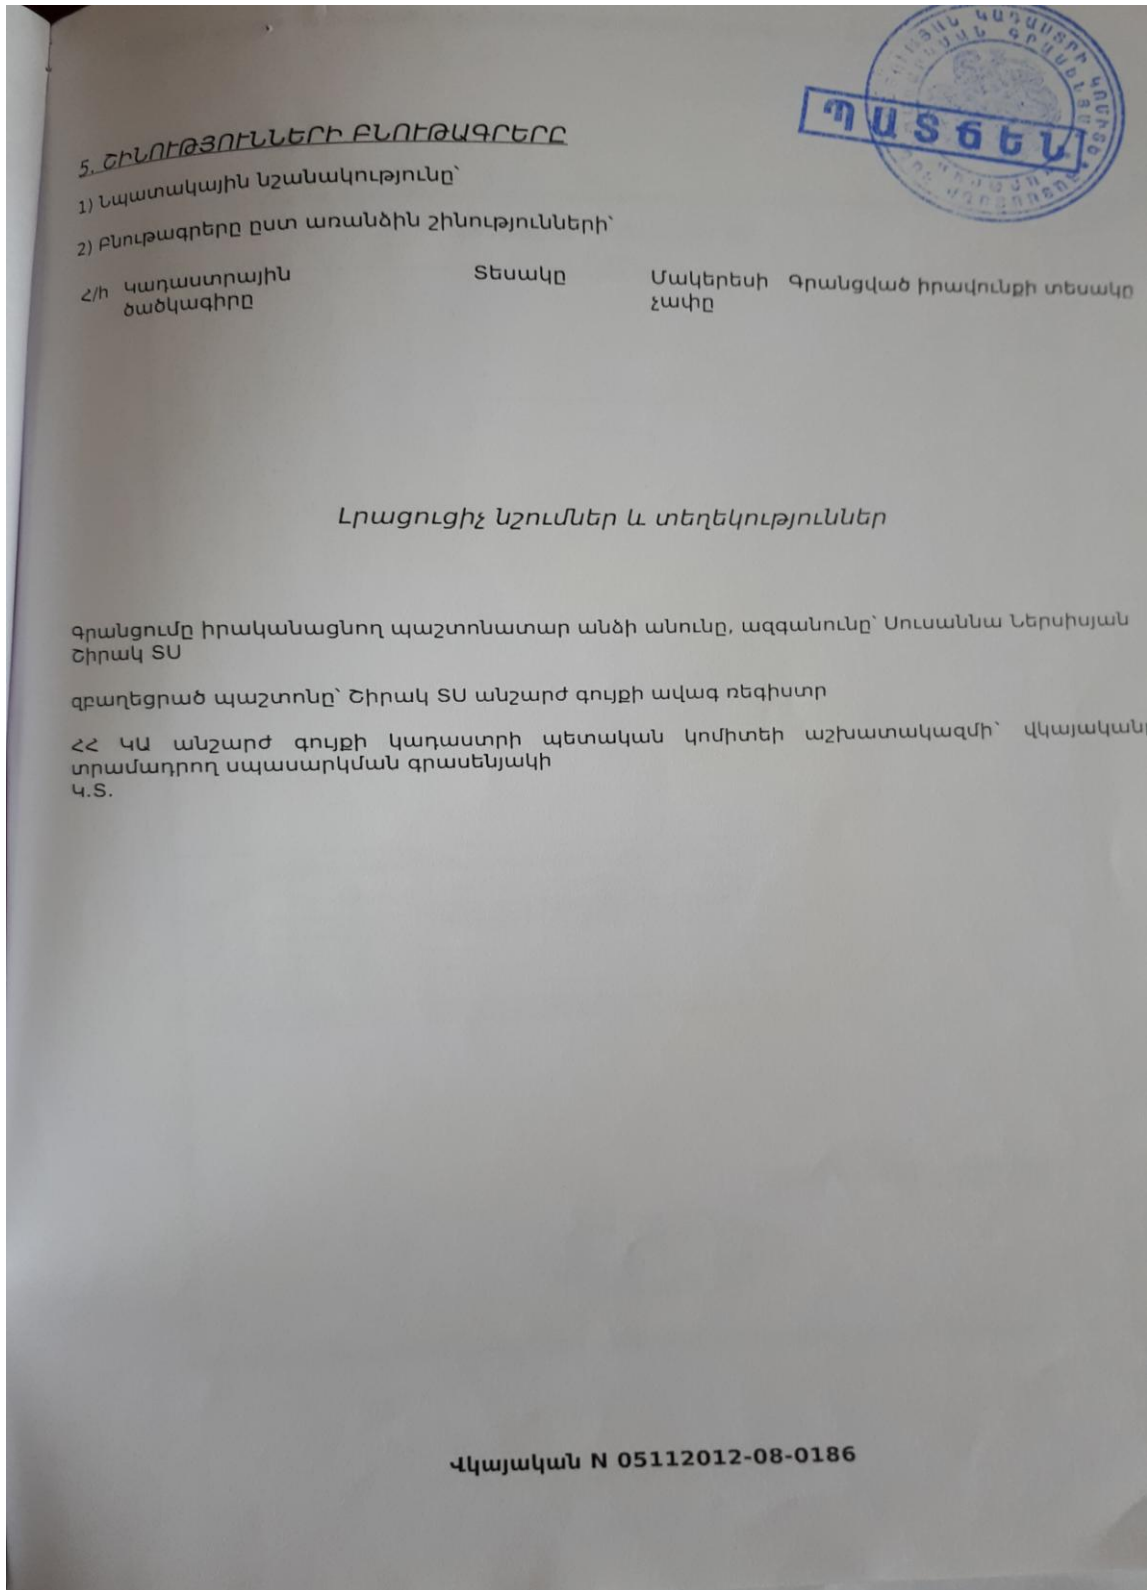 ՊԱՏՃԵՆ
5. ՇԻՆՈՒԹՅՈՒՆՆԵՐԻ ԲՆՈՒԹԱԳՐԵՐԸ
1) Նպատակային նշանակությունը՝
2) Բնութագրերը ըստ առանձին շինությունների՝
Հ/հ Կադաստրային Տեսակը Մակերեսի Գրանցված իրավունքի տեսակը
ծածկագիրը չափը
Լրացուցիչ նշումներ և տեղեկություններ
Գրանցումը իրականացնող պաշտոնատար անձի անունը, ազգանունը՝ Սուսաննա Ներսիսյան
Շիրակ ՏՍ
զբաղեցրած պաշտոնը՝ Շիրակ ՏՍ անշարժ գույքի ավագ ռեգիստր
ՀՀ ԿԱ անշարժ գույքի կադաստրի պետական կոմիտեի աշխատակազմի՝
տրամադրող սպասարկման գրասենյակի
Կ.Տ.
Վկայական N 05112012-08-0186